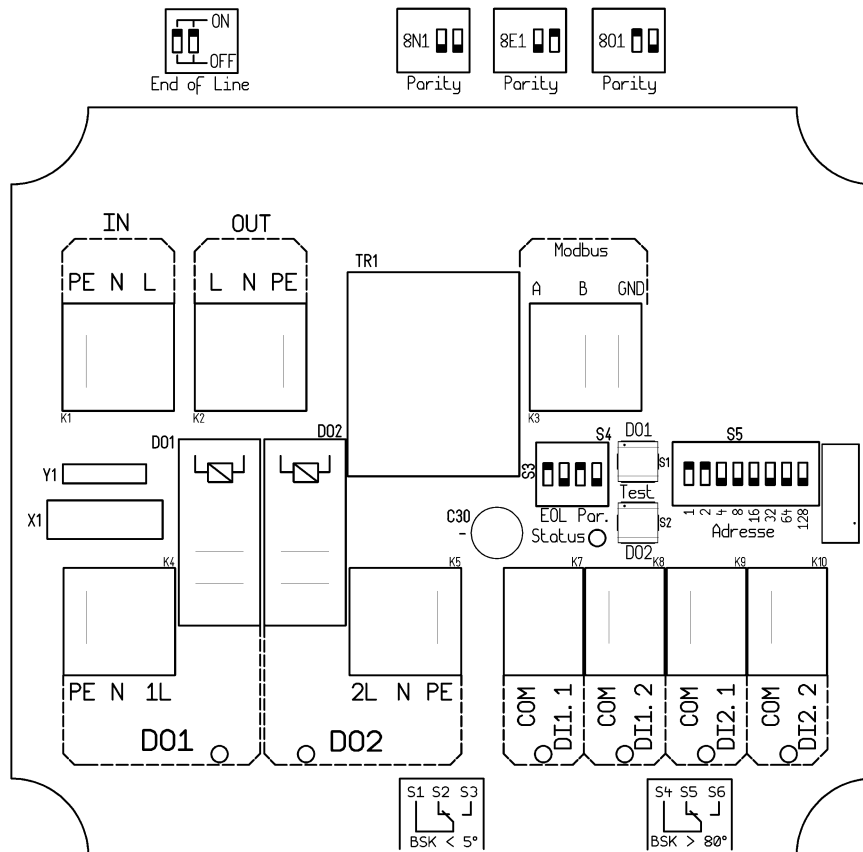 ON
OFF
End of Line
8N1
Parity
8E1
Parity
8O1
Parity
IN
OUT
PE N L
L N PE
TR1
Modbus
A B GND
K1
K2
K3
DO1
DO2
S3
S4
DO1
S1
Test
S2
DO2
S5
1 2 4 8 16 32 64 128
Adresse
Y1
X1
C30
-
EOL Par.
Status
K4
K5
K7
K8
K9
K10
PE N 1L
2L N PE
DO1
DO2
COM DI1.1
COM DI1.2
COM DI2.1
COM DI2.2
S1 S2 S3
BSK < 5°
S4 S5 S6
BSK > 80°